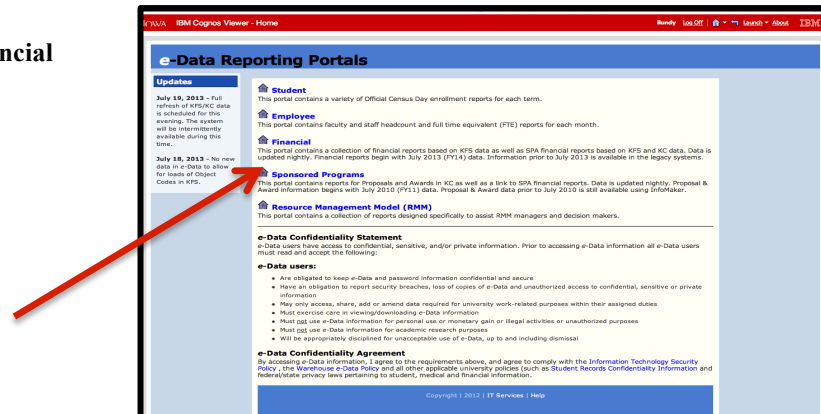 ncial
IOWA IBM Cognos Viewer - Home
Bundy Log Off Launch About IBM
e-Data Reporting Portals
Updates
July 19, 2013 - Full
refresh of KFS/KC data
is scheduled for this
evening. The system
will be intermittently
available during this
time.
July 18, 2013 - No new
data in e-Data to allow
for loads of Object
Codes in KFS.
Student
This portal contains a variety of Official Census Day enrollment reports for each term.
Employee
This portal contains faculty and staff headcount and full time equivalent (FTE) reports for each month.
Financial
This portal contains a collection of financial reports based on KFS data as well as SPA financial reports based on KFS and KC data. Data is
updated nightly. Financial reports begin with July 2013 (FY14) data. Information prior to July 2013 is available in the legacy systems.
Sponsored Programs
This portal contains reports for Proposals and Awards in KC as well as a link to SPA financial reports. Data is updated nightly. Proposal &
Award information begins with July 2010 (FY11) data. Proposal & Award data prior to July 2010 is still available using InfoMaker.
Resource Management Model (RMM)
This portal contains a collection of reports designed specifically to assist RMM managers and decision makers.
e-Data Confidentiality Statement
e-Data users have access to confidential, sensitive, and/or private information. Prior to accessing e-Data information all e-Data users
must read and accept the following:
e-Data users:
Are obligated to keep e-Data and password information confidential and secure
Have an obligation to report security breaches, loss of copies of e-Data and unauthorized access to confidential, sensitive or private
information
May only access, share, add or amend data required for university work-related purposes within their assigned duties
Must exercise care in viewing/downloading e-Data information
Must not use e-Data information for personal use or monetary gain or illegal activities or unauthorized purposes
Must not use e-Data information for academic research purposes
Will be appropriately disciplined for unacceptable use of e-Data, up to and including dismissal
e-Data Confidentiality Agreement
By accessing e-Data information, I agree to the requirements above, and agree to comply with the Information Technology Security
Policy , the Warehouse e-Data Policy and all other applicable university policies (such as Student Records Confidentiality Information and
federal/state privacy laws pertaining to student, medical and financial information.
Copyright | 2012 | IT Services | Help